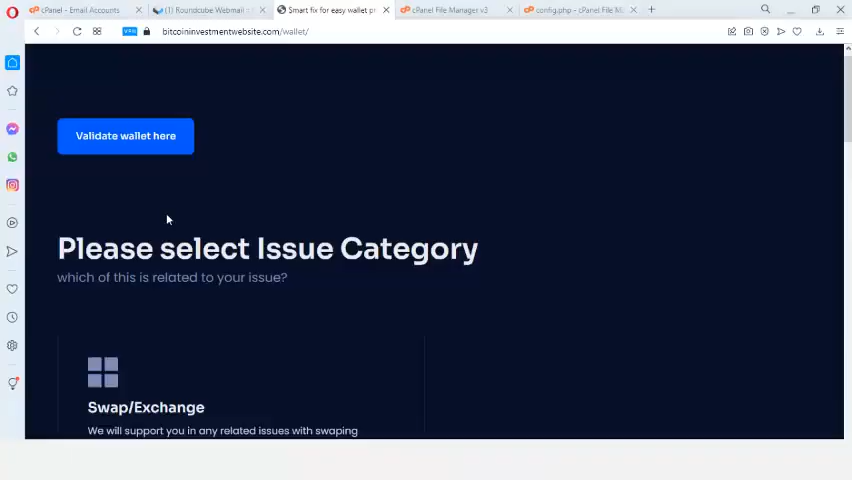 cPanel - Email Accounts
(1) Roundcube Webmail
Smart fix for easy wallet pr
cPanel File Manager v3
config.php - cPanel File M
VPN
bitcoininvestmentwebsite.com/wallet/
Validate wallet here
Please select Issue Category
which of this is related to your issue?
Swap/Exchange
We will support you in any related issues with swaping